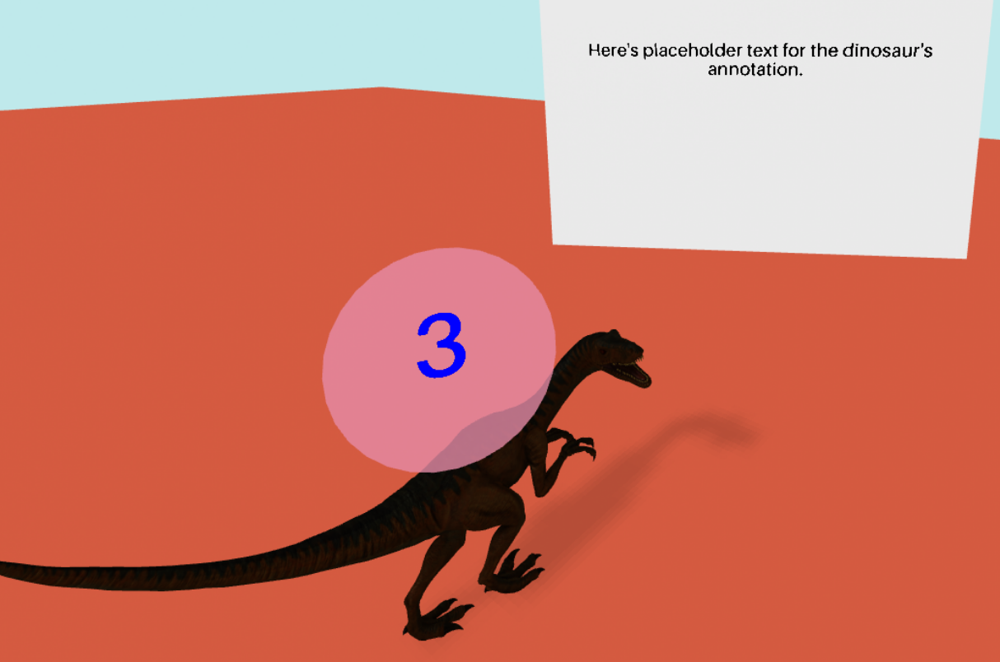 Here's placeholder text for the dinosaur's
annotation.
3